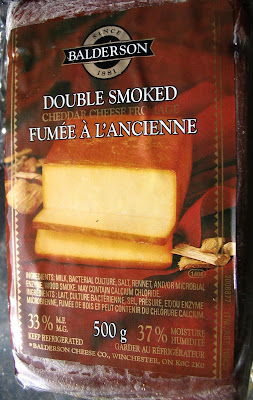 SINCE
BALDERSON
1881
DOUBLE SMOKED
CHEDDAR CHEESE FROMAGE
FUMÉE À L'ANCIENNE
INGREDIENTS: MILK, BACTERIAL CULTURE, SALT, RENNET, AND/OR MICROBIAL
ENZYME, WOOD SMOKE, MAY CONTAIN CALCIUM CHLORIDE.
INGRÉDIENTS: LAIT, CULTURE BACTÉRIENNE, SEL, PRÉSURE, ET/OU ENZYME
MICROBIENNE, FUMÉE DE BOIS ET PEUT CONTENIR DU CHLORURE CALCIUM
33% M.F.
M.G.
500 g
37% MOISTURE
HUMIDITÉ
KEEP REFRIGERATED
GARDER AU RÉFRIGÉRATEUR
* BALDERSON CHEESE CO., WINCHESTER, ON K0C 2K0